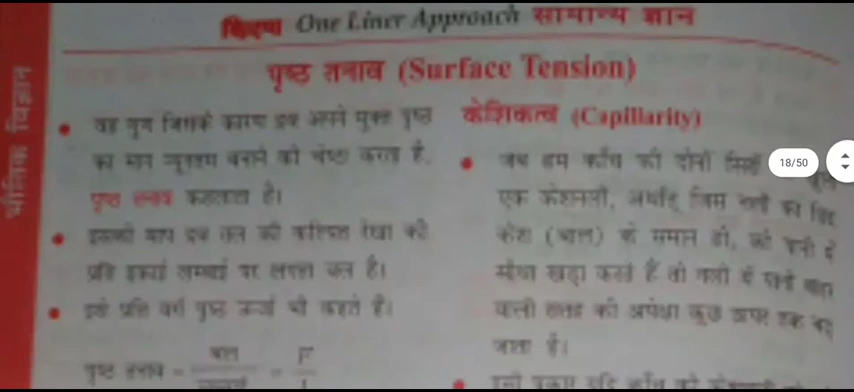 किरण One Liner Approach सामान्य ज्ञान
भौतिक विज्ञान
पृष्ठ तनाव (Surface Tension)
वह गुण जिसके कारण द्रव अपने मुक्त पृष्ठ
का मान न्यूनतम बनाने की चेष्टा करता है,
पृष्ठ तनाव कहलाता है।
इसकी माप द्रव तल की कल्पित रेखा की
प्रति इकाई लम्बाई पर लगता बल है।
इसे प्रति वर्ग पृष्ठ ऊर्जा भी कहते हैं।
पृष्ठ तनाव = बल = F
केशिकत्व (Capillarity)
जब हम काँच की दोनों सिरों
एक केशनली, अर्थात् जिस नली का छिद्र
केश (बाल) के समान हो, को पानी में
सीधा खड़ा करते हैं तो नली में पानी बाहर
वाली सतह की अपेक्षा कुछ ऊपर तक चढ़
जाता है।
18/50